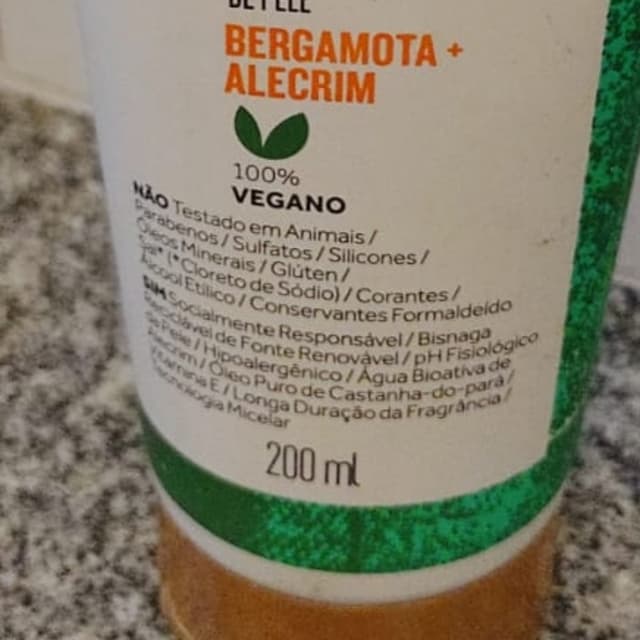 DE PELE
BERGAMOTA +
ALECRIM
100%
VEGANO
NÃO Testado em Animais /
Parabenos / Sulfatos / Silicones /
Óleos Minerais / Glúten /
Sal* (*Cloreto de Sódio) / Corantes /
Álcool Etílico / Conservantes Formaldeído
SIM Socialmente Responsável / Bisnaga
Reciclável de Fonte Renovável / pH Fisiológico
da Pele / Hipoalergênico / Água Bioativa de
Alecrim / Óleo Puro de Castanha-do-pará /
Vitamina E / Longa Duração da Fragrância /
Tecnologia Micelar
200 ml